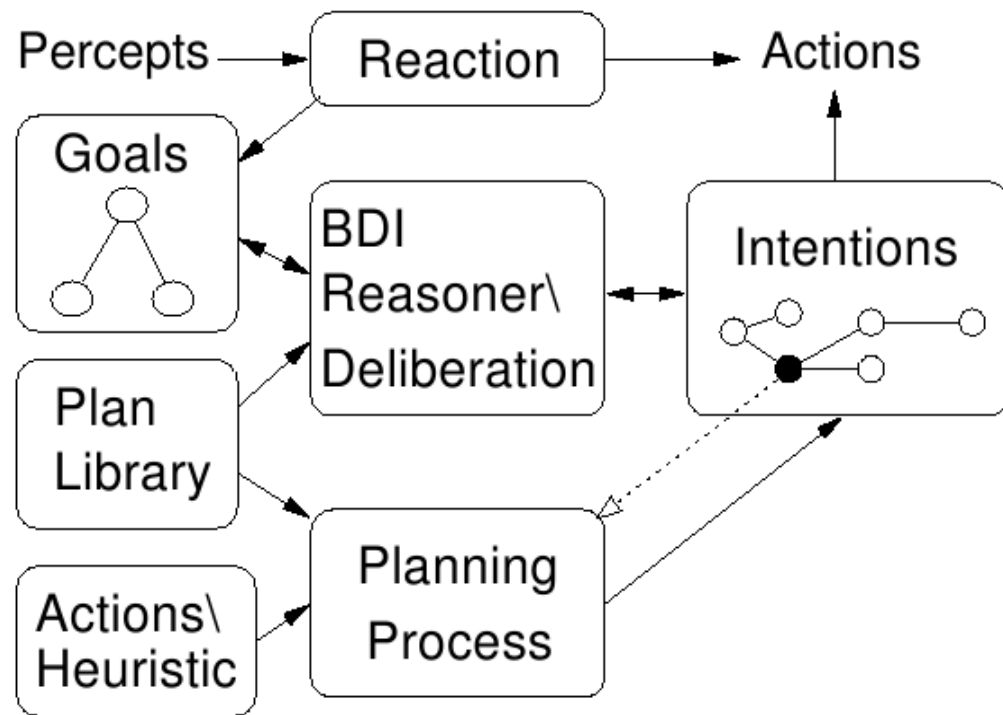 Percepts
Reaction
Actions
Goals
BDI
Reasoner\
Deliberation
Intentions
Plan
Library
Planning
Process
Actions\
Heuristic